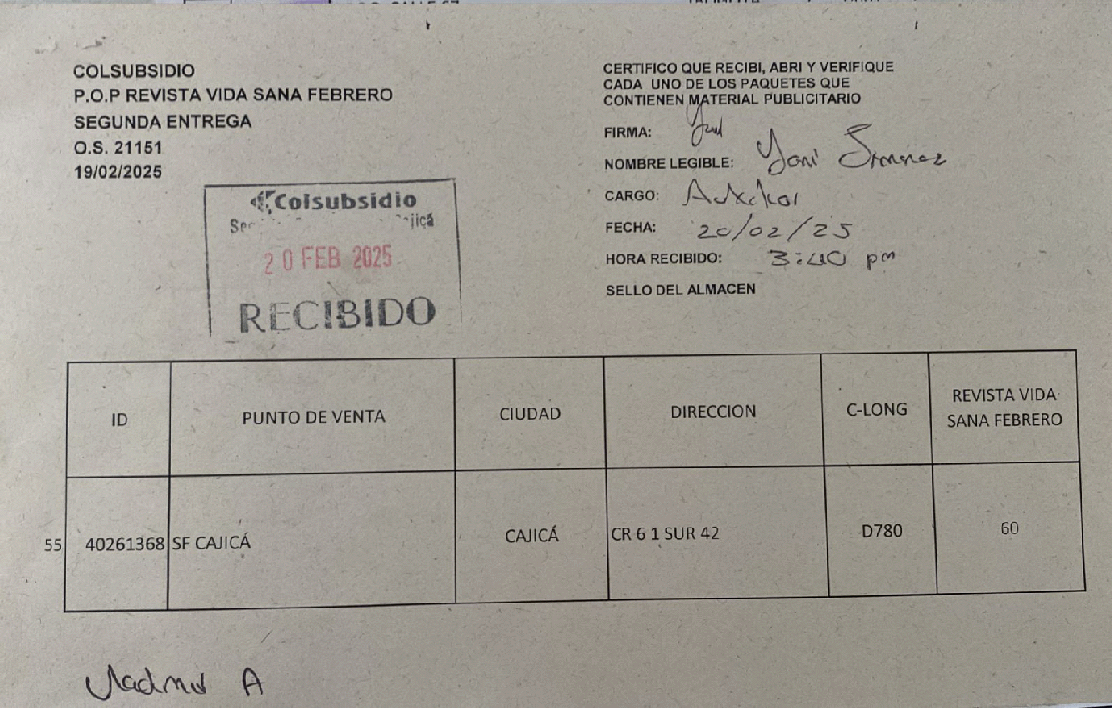 COLSUBSIDIO
P.O.P REVISTA VIDA SANA FEBRERO
SEGUNDA ENTREGA
O.S. 21151
19/02/2025
Colsubsidio
20 FEB 2025
RECIBIDO
CERTIFICO QUE RECIBI, ABRI Y VERIFIQUE
CADA UNO DE LOS PAQUETES QUE
CONTIENEN MATERIAL PUBLICITARIO
FIRMA:
NOMBRE LEGIBLE:
CARGO:
FECHA: 20/02/25
HORA RECIBIDO: 3:40 pm
SELLO DEL ALMACEN
ID PUNTO DE VENTA CIUDAD DIRECCION C-LONG REVISTA VIDA
SANA FEBRERO
55 40261368 SF CAJICÁ CAJICÁ CR 6 1 SUR 42 D780 60